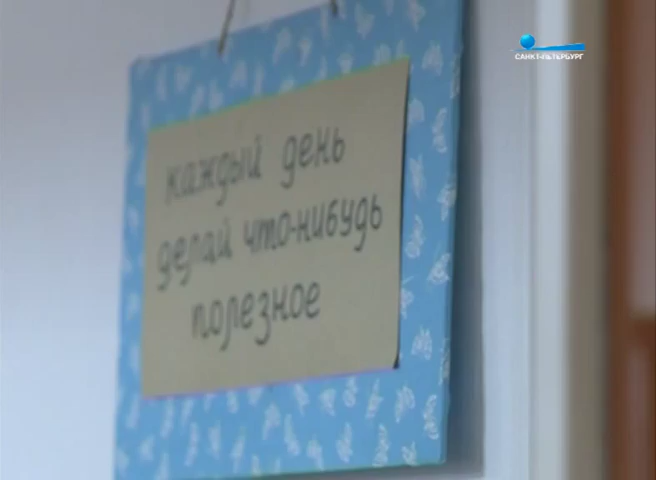 САНКТ-ПЕТЕРБУРГ
каждый день
делай что-нибудь
полезное